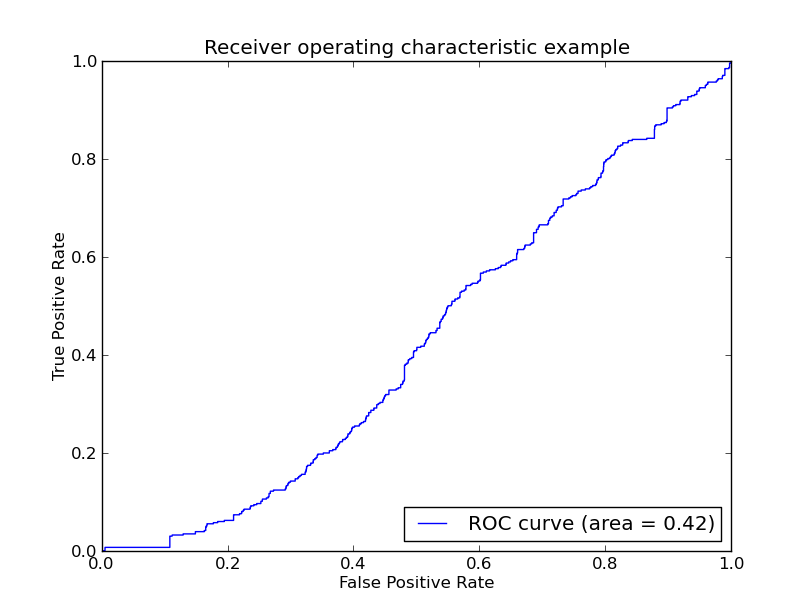 Receiver operating characteristic example
1.0
0.8
0.6
0.4
0.2
0.0
True Positive Rate
ROC curve (area = 0.42)
0.0 0.2 0.4 0.6 0.8 1.0
False Positive Rate